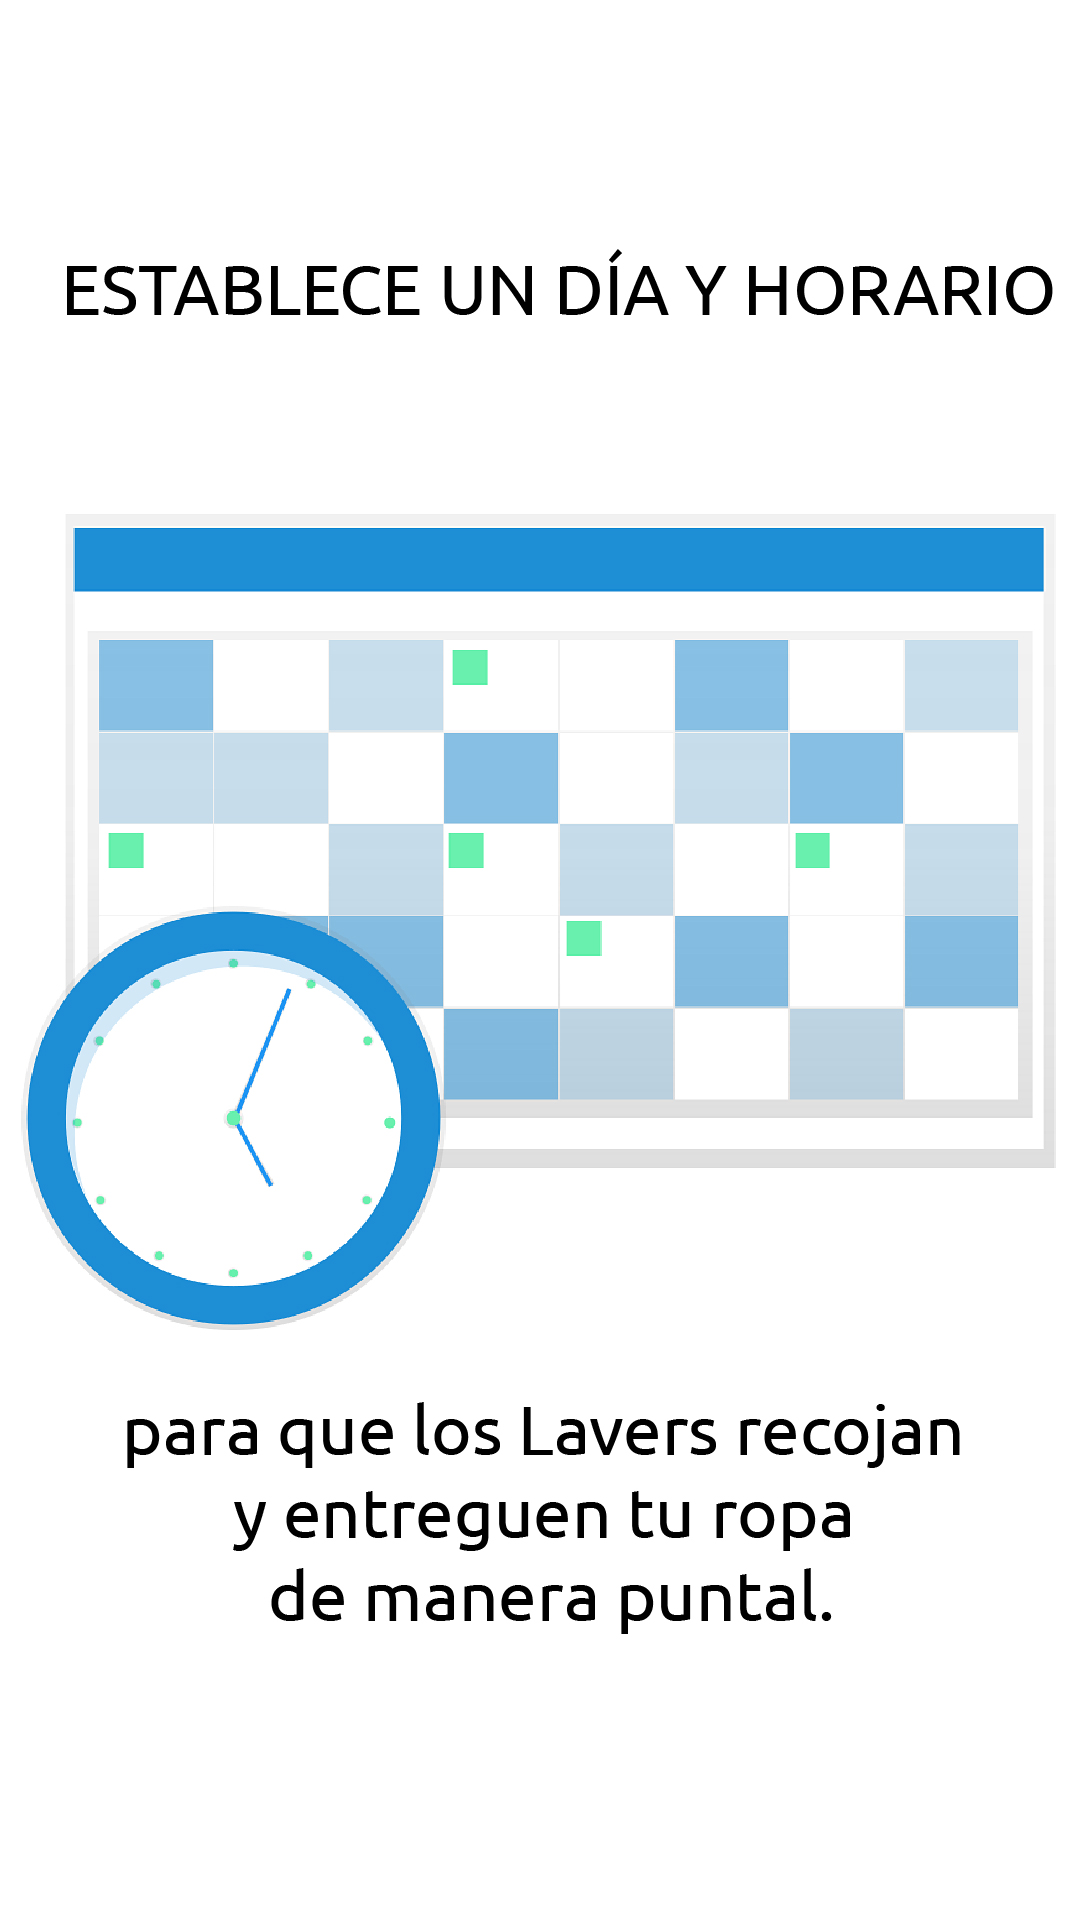 ESTABLECE UN DÍA Y HORARIO
para que los Lavers recojan
y entreguen tu ropa
de manera puntal.